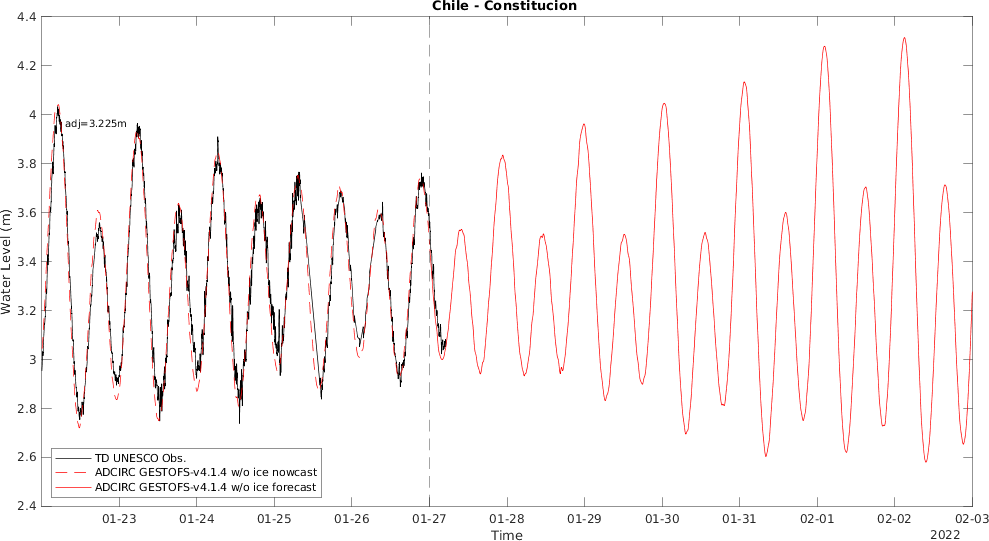 Chile - Constitucion
4.4
4.2
4
3.8
3.6
3.4
3.2
3
2.8
2.6
2.4
Water Level (m)
adj=3.225m
TD UNESCO Obs.
ADCIRC GESTOFS-v4.1.4 w/o ice nowcast
ADCIRC GESTOFS-v4.1.4 w/o ice forecast
01-23 01-24 01-25 01-26 01-27 01-28 01-29 01-30 01-31 02-01 02-02 02-03
Time
2022